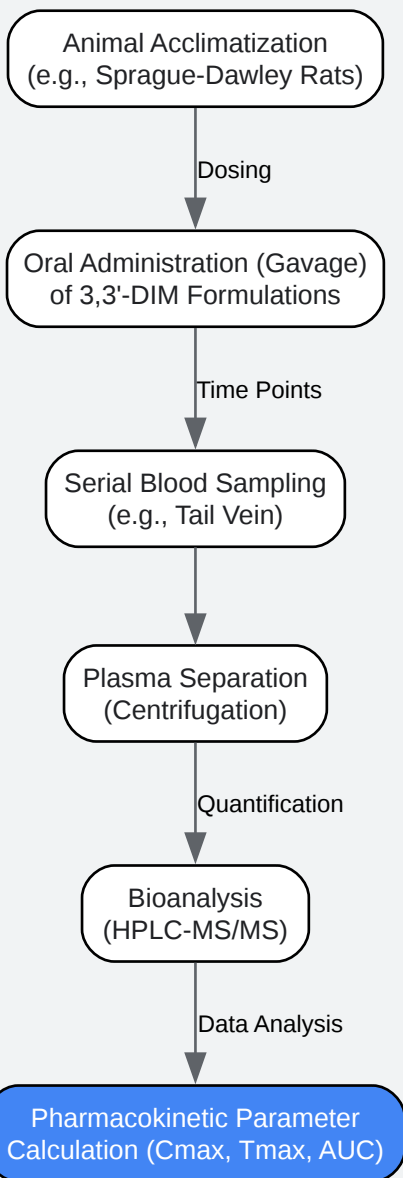 Animal Acclimatization
(e.g., Sprague-Dawley Rats)
Dosing
Oral Administration (Gavage)
of 3,3'-DIM Formulations
Time Points
Serial Blood Sampling
(e.g., Tail Vein)
Plasma Separation
(Centrifugation)
Quantification
Bioanalysis
(HPLC-MS/MS)
Data Analysis
Pharmacokinetic Parameter
Calculation (Cmax, Tmax, AUC)